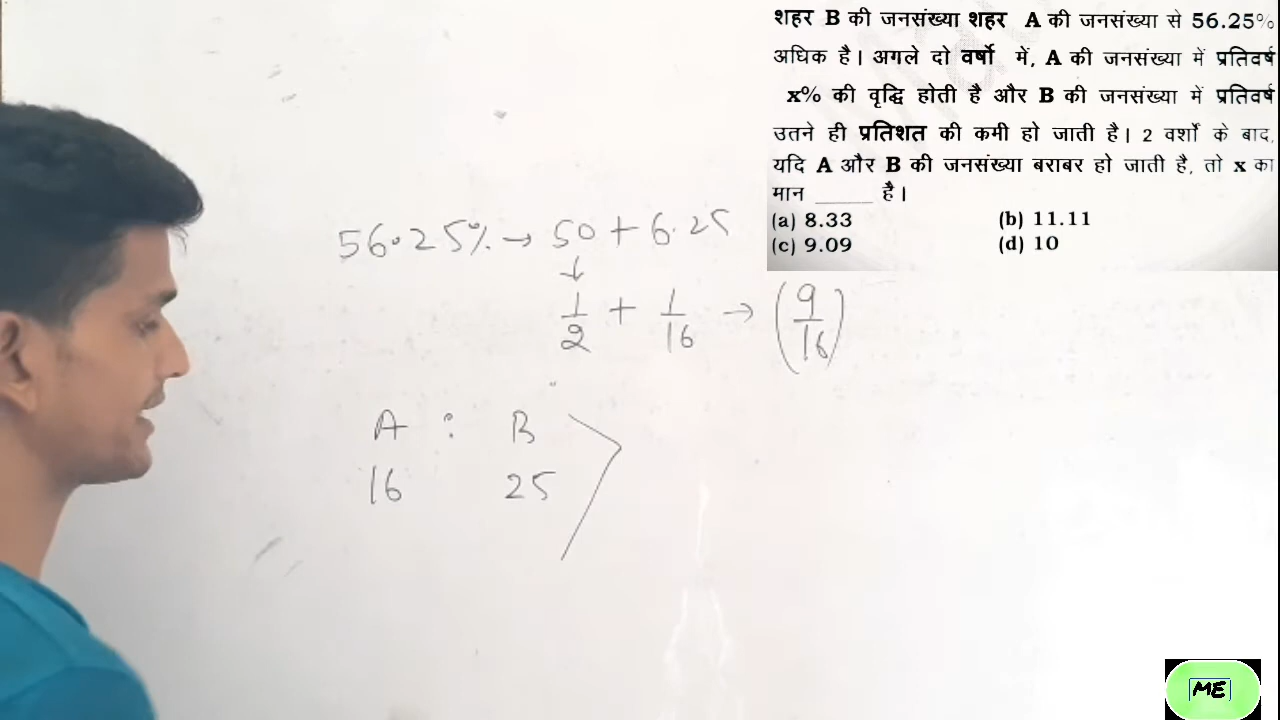 शहर B की जनसंख्या शहर A की जनसंख्या से 56.25%
अधिक है। अगले दो वर्षो में, A की जनसंख्या में प्रतिवर्ष
x% की वृद्धि होती है और B की जनसंख्या में प्रतिवर्ष
उतने ही प्रतिशत की कमी हो जाती है। 2 वर्शों के बाद,
यदि A और B की जनसंख्या बराबर हो जाती है, तो x का
मान _____ है।
(a) 8.33 (b) 11.11
(c) 9.09 (d) 10
56.25% → 50 + 6.25
↓
1/2 + 1/16 → (9/16)
A : B
16 25
ME